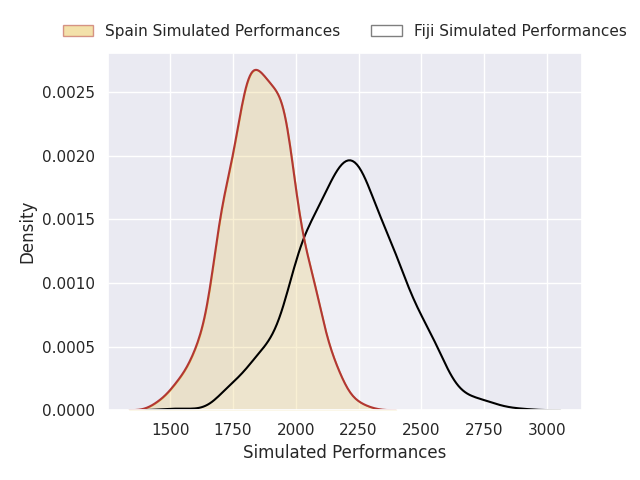 Spain Simulated Performances
Fiji Simulated Performances
Density
0.0025
0.0020
0.0015
0.0010
0.0005
0.0000
1500 1750 2000 2250 2500 2750 3000
Simulated Performances